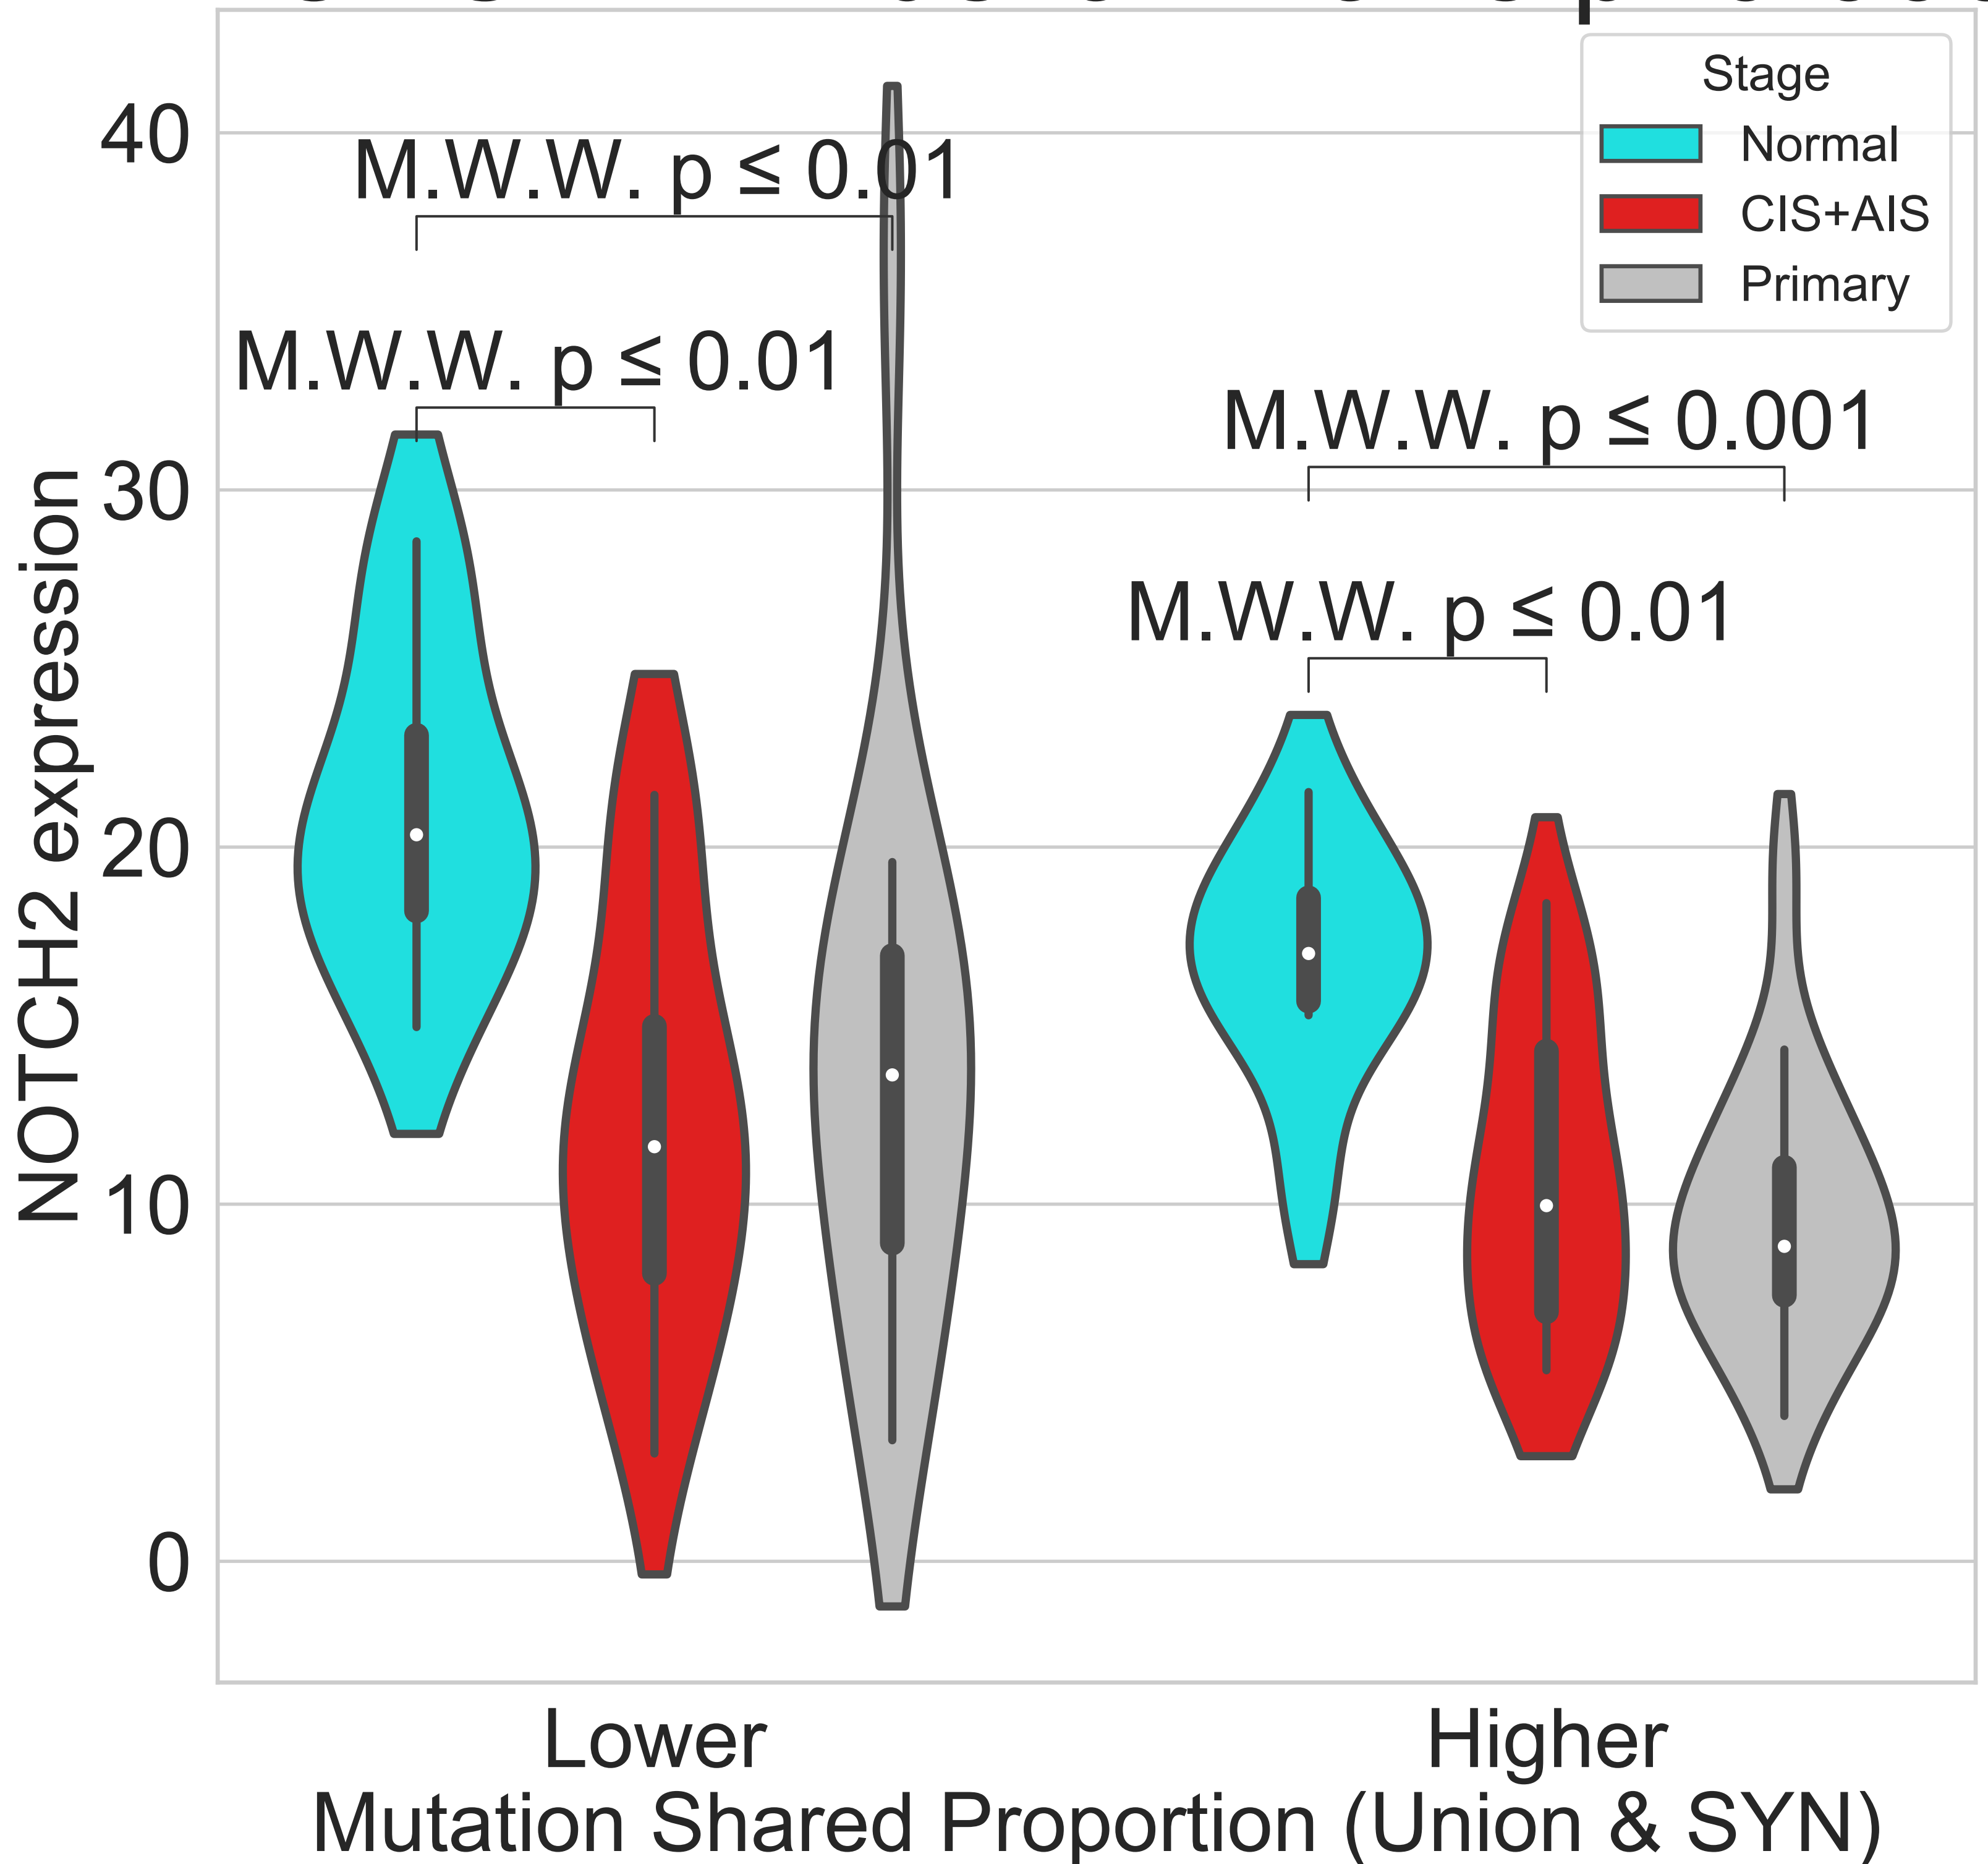 Stage
Normal
CIS+AIS
Primary
M.W.W. p ≤ 0.01
M.W.W. p ≤ 0.01
M.W.W. p ≤ 0.001
M.W.W. p ≤ 0.01
NOTCH2 expression
40
30
20
10
0
Lower
Higher
Mutation Shared Proportion (Union & SYN)